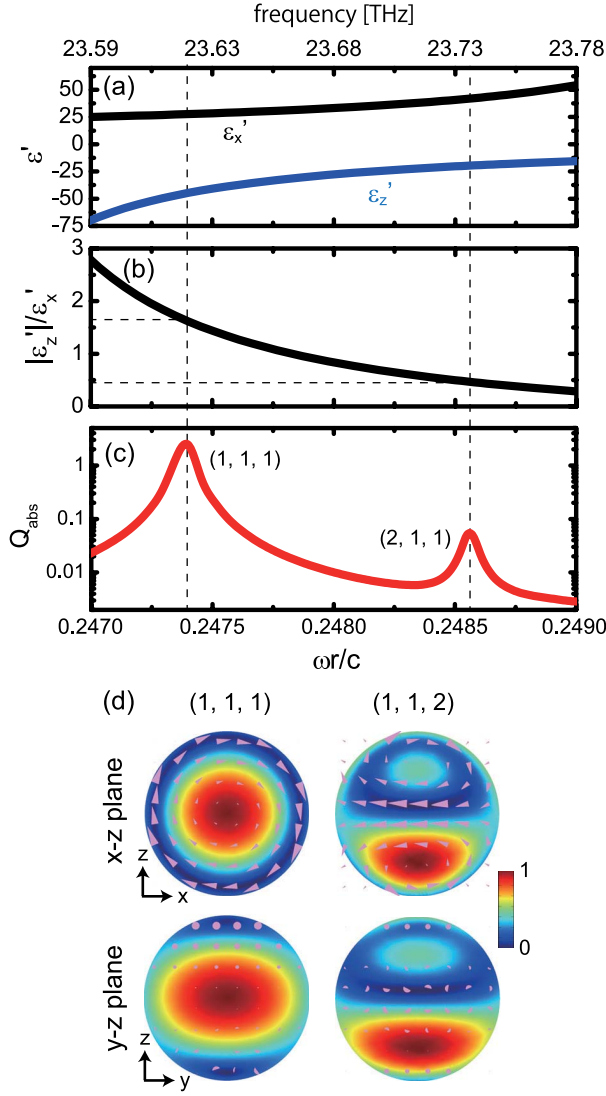 frequency [THz]
23.59 23.63 23.68 23.73 23.78
(a)
50
25
0
-25
-50
-75
ε'
εx'
εz'
(b)
3
2
1
0
|εz'|/εx'
(c)
1
0.1
0.01
Qabs
(1, 1, 1)
(2, 1, 1)
0.2470 0.2475 0.2480 0.2485 0.2490
ωr/c
(d) (1, 1, 1) (1, 1, 2)
x-z plane
z
x
1
0
y-z plane
z
y